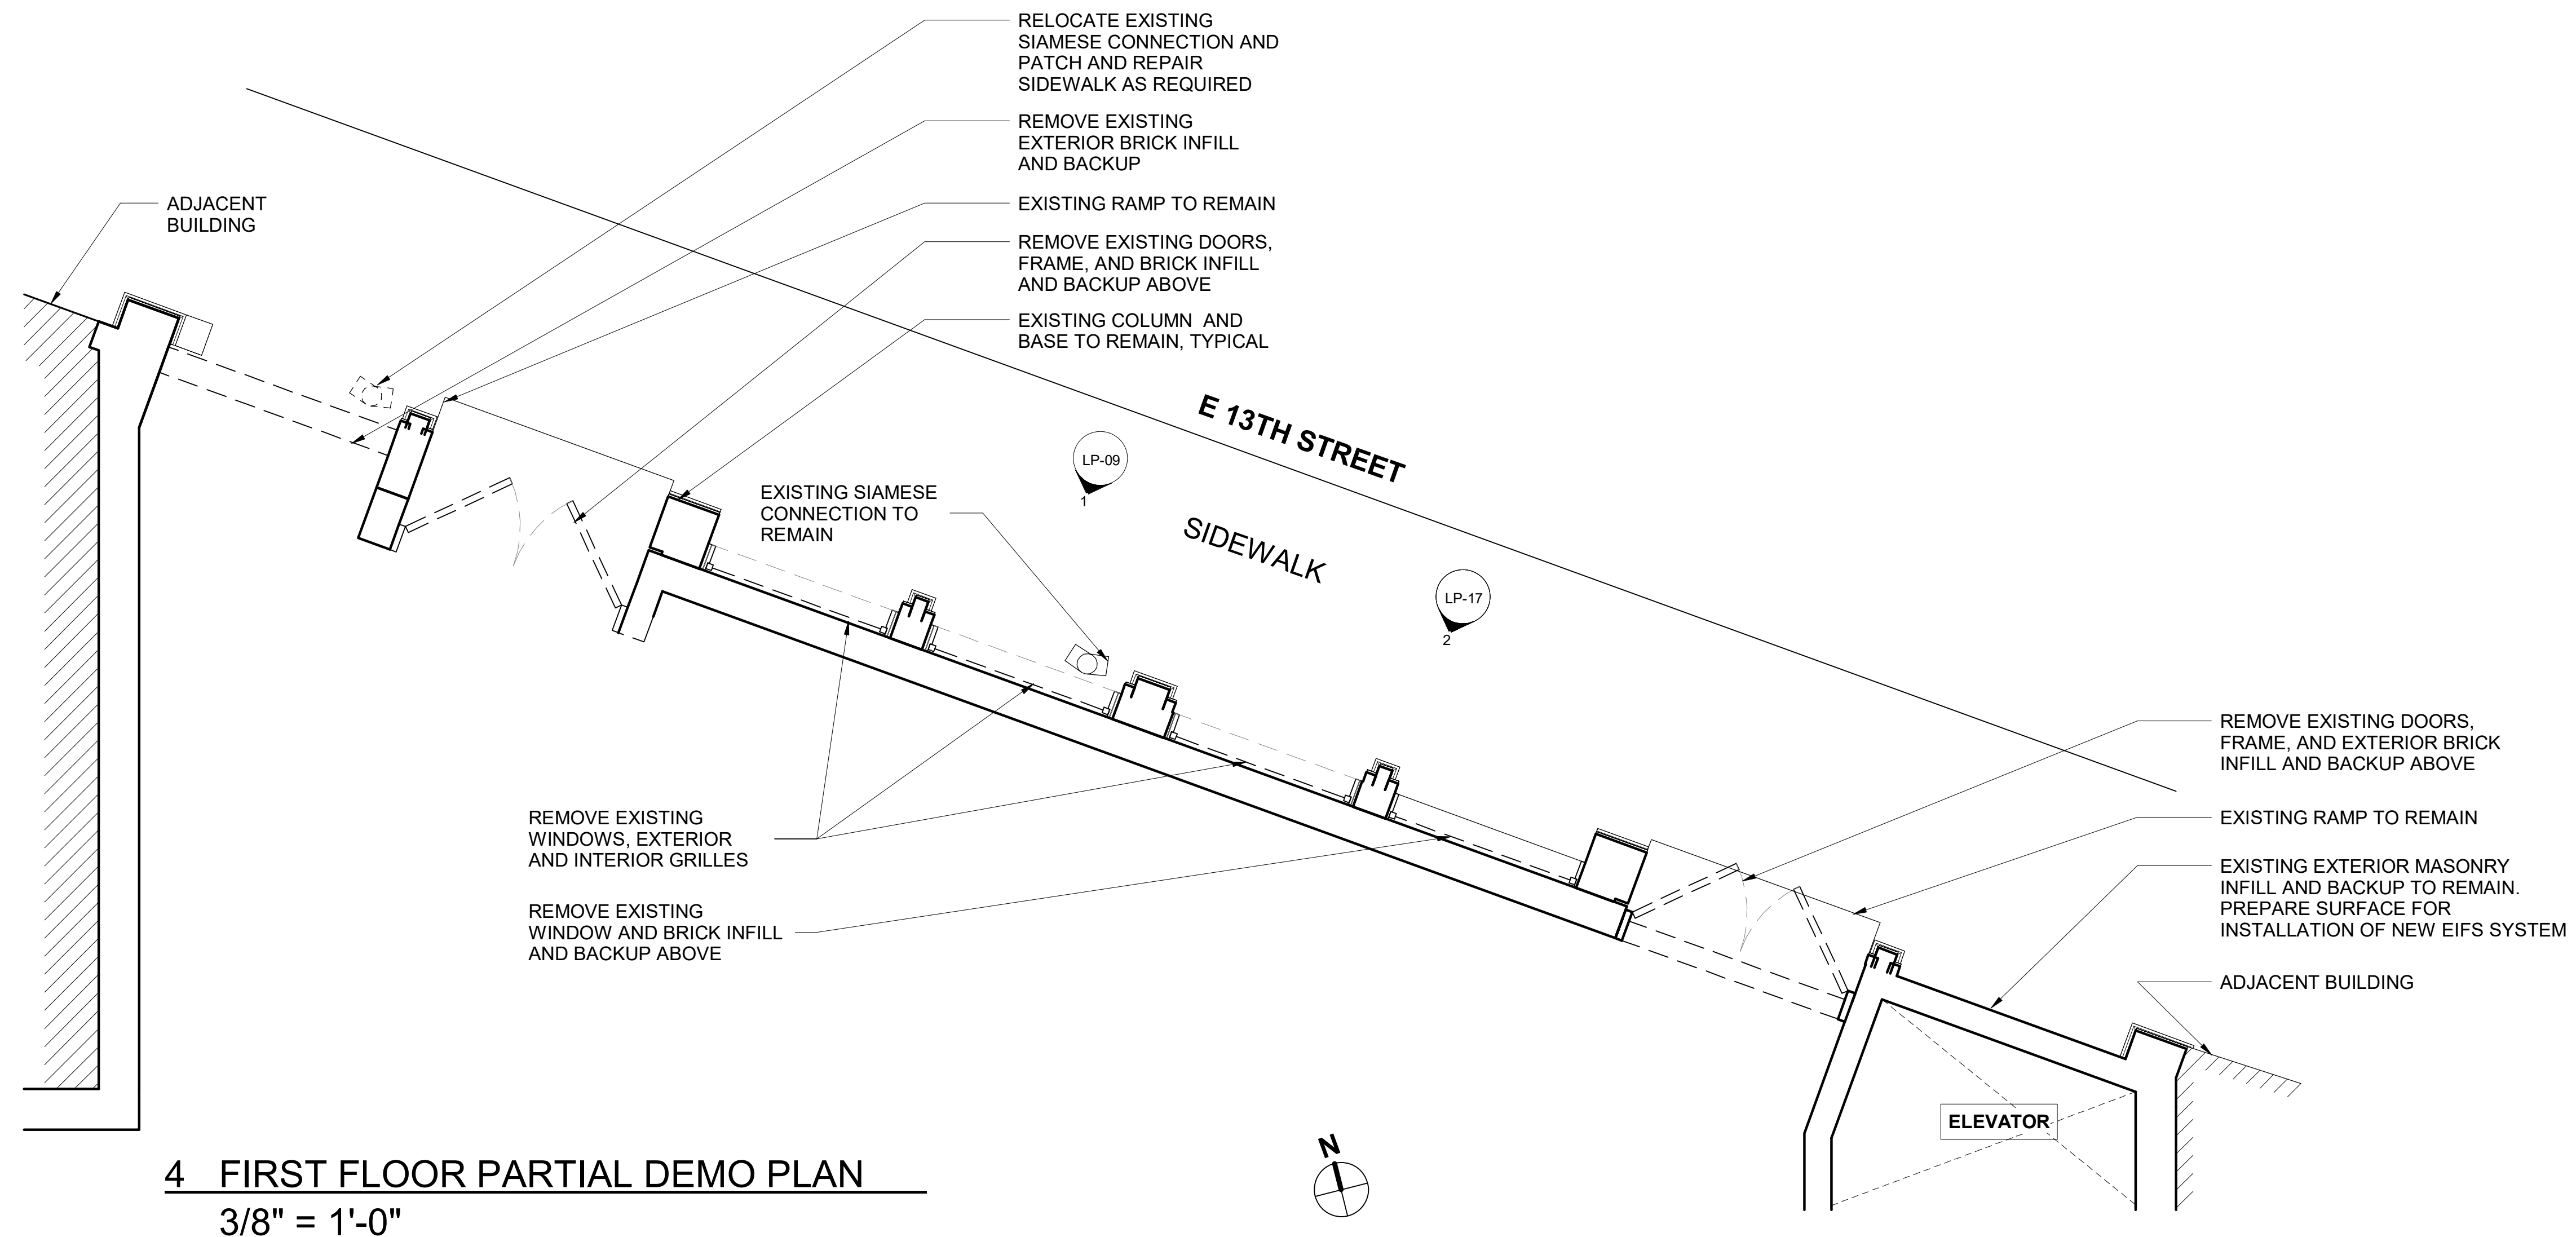 RELOCATE EXISTING
SIAMESE CONNECTION AND
PATCH AND REPAIR
SIDEWALK AS REQUIRED
REMOVE EXISTING
EXTERIOR BRICK INFILL
AND BACKUP
ADJACENT
BUILDING
EXISTING RAMP TO REMAIN
REMOVE EXISTING DOORS,
FRAME, AND BRICK INFILL
AND BACKUP ABOVE
EXISTING COLUMN AND
BASE TO REMAIN, TYPICAL
E 13TH STREET
LP-09
1
EXISTING SIAMESE
CONNECTION TO
REMAIN
SIDEWALK
LP-17
2
REMOVE EXISTING DOORS,
FRAME, AND EXTERIOR BRICK
INFILL AND BACKUP ABOVE
REMOVE EXISTING
WINDOWS, EXTERIOR
AND INTERIOR GRILLES
EXISTING RAMP TO REMAIN
EXISTING EXTERIOR MASONRY
INFILL AND BACKUP TO REMAIN.
PREPARE SURFACE FOR
INSTALLATION OF NEW EIFS SYSTEM
REMOVE EXISTING
WINDOW AND BRICK INFILL
AND BACKUP ABOVE
ADJACENT BUILDING
ELEVATOR
N
4 FIRST FLOOR PARTIAL DEMO PLAN
3/8" = 1'-0"